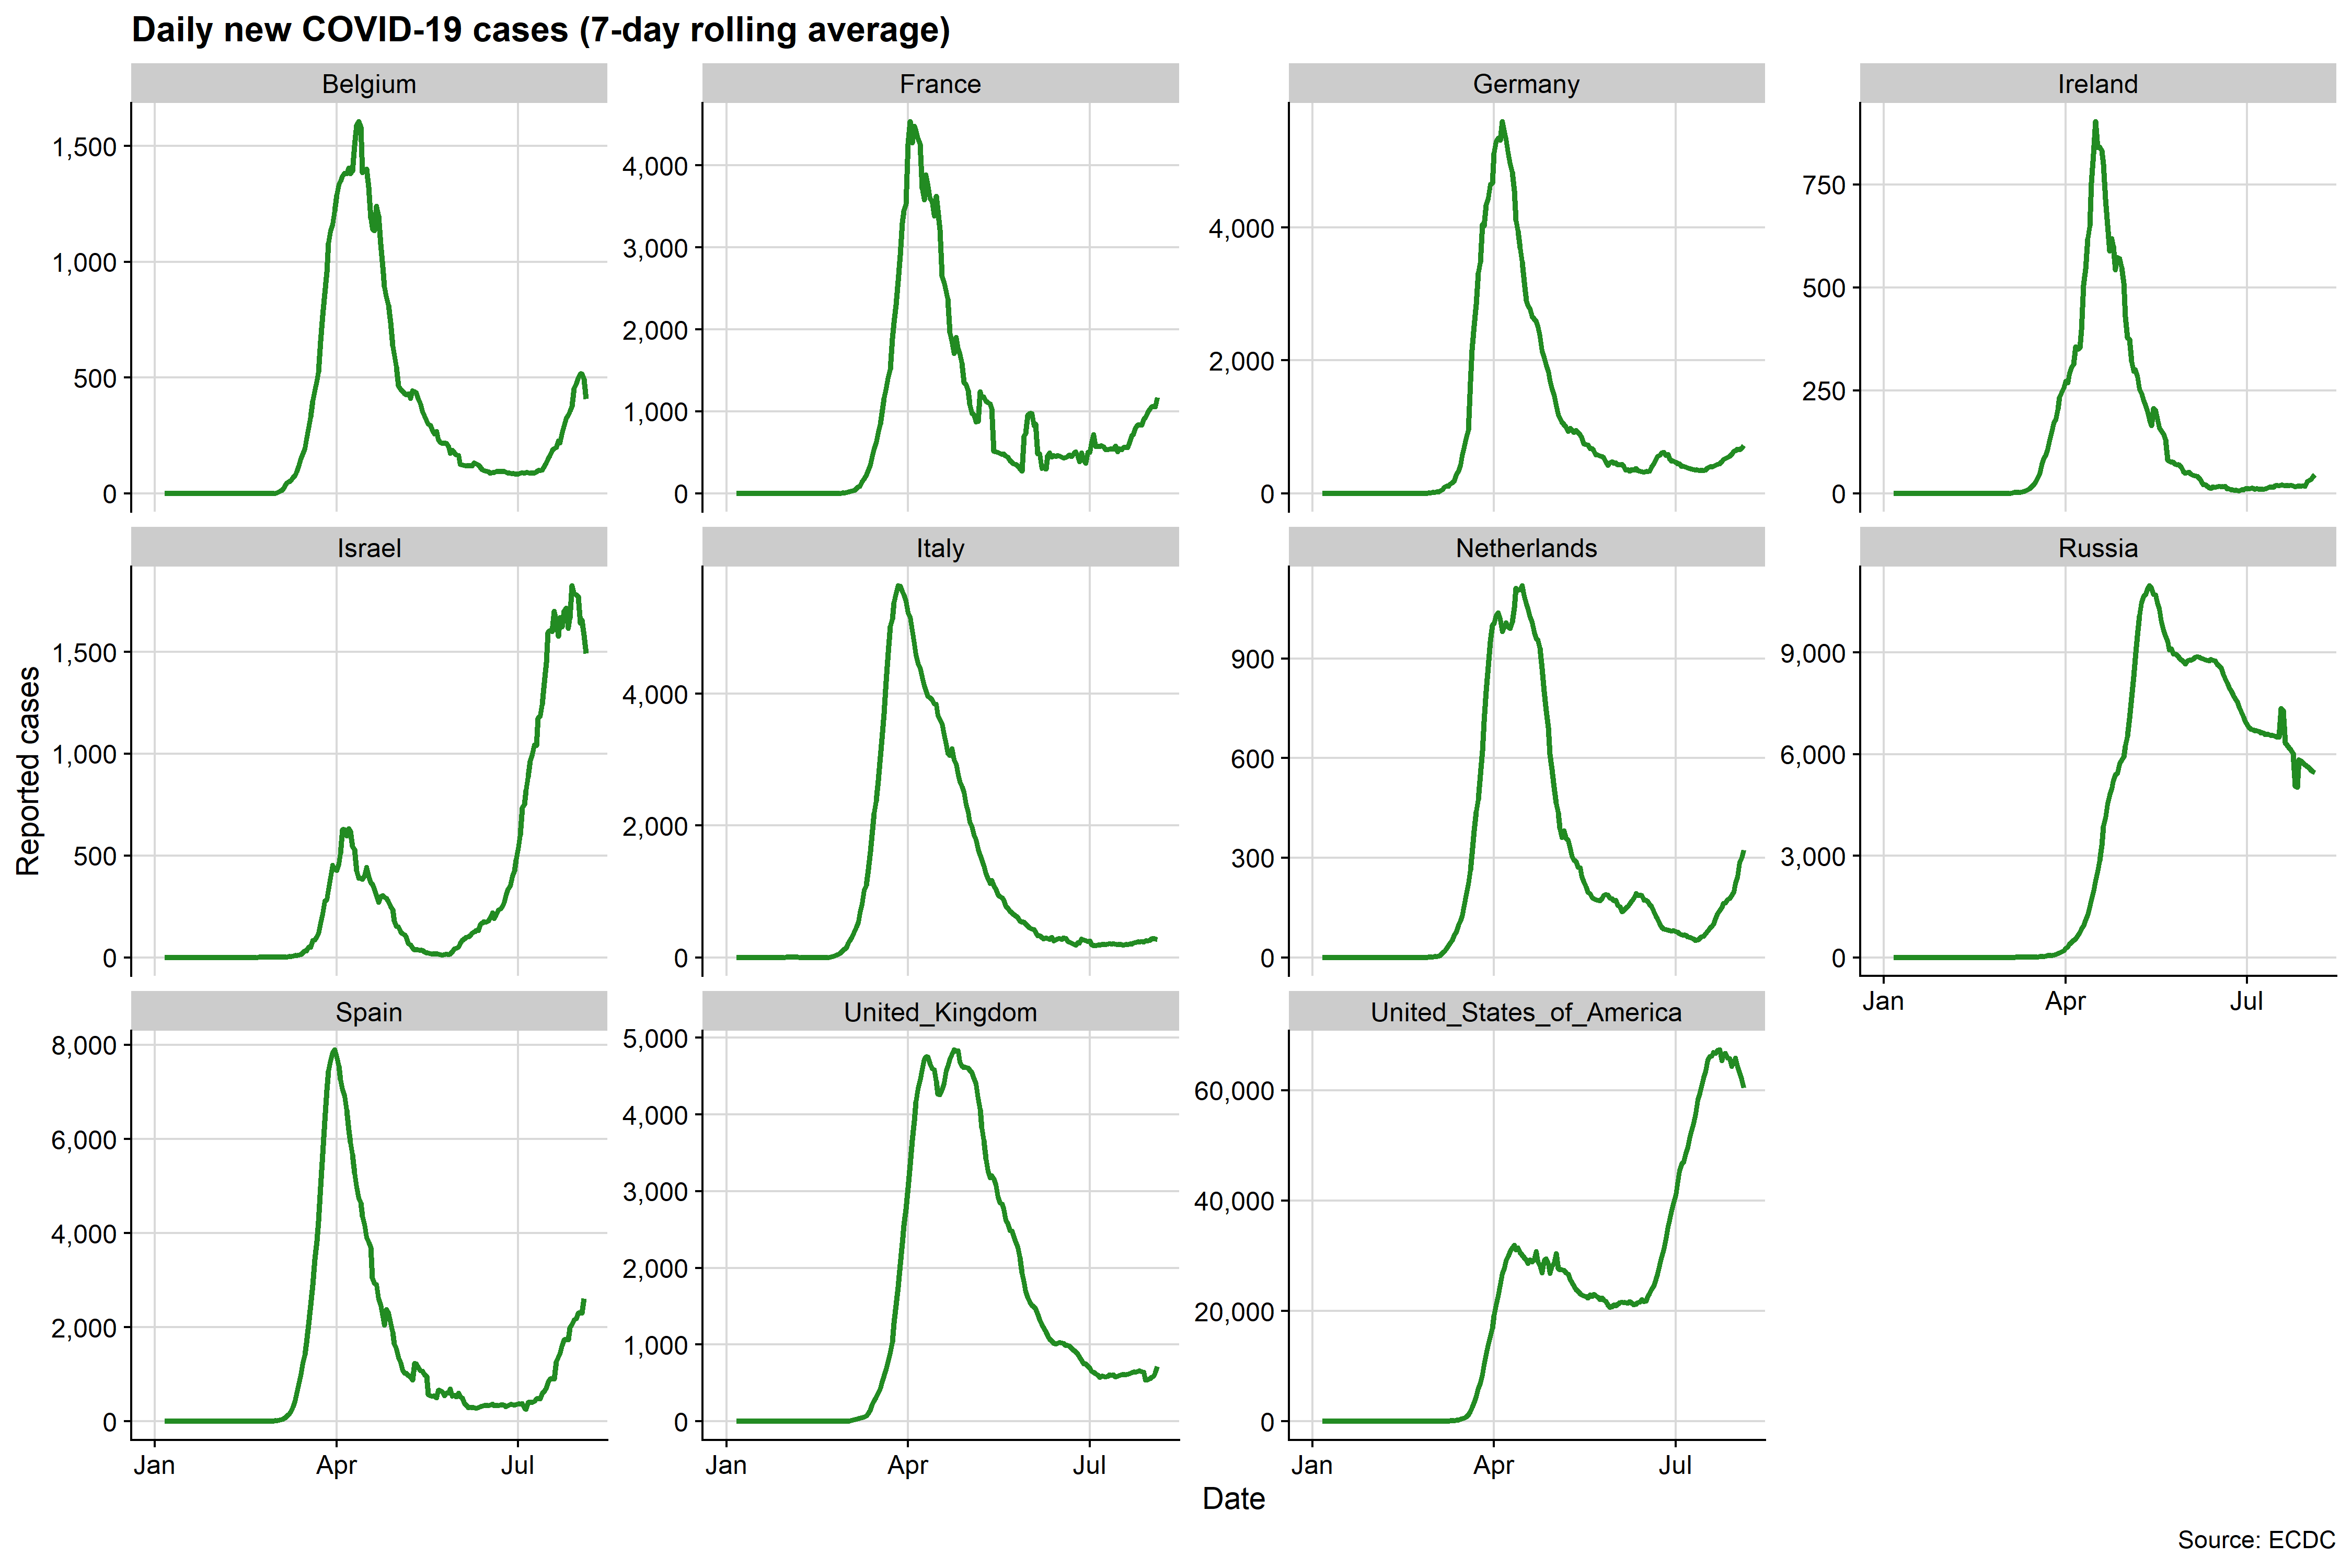 Daily new COVID-19 cases (7-day rolling average)
Belgium
France
Germany
Ireland
1,500
1,000
500
0
4,000
3,000
2,000
1,000
0
4,000
2,000
0
750
500
250
0
Israel
Italy
Netherlands
Russia
1,500
1,000
500
0
4,000
2,000
0
900
600
300
0
9,000
6,000
3,000
0
Jan Apr Jul
Spain
United_Kingdom
United_States_of_America
8,000
6,000
4,000
2,000
0
5,000
4,000
3,000
2,000
1,000
0
60,000
40,000
20,000
0
Jan Apr Jul
Jan Apr Jul
Jan Apr Jul
Reported cases
Date
Source: ECDC